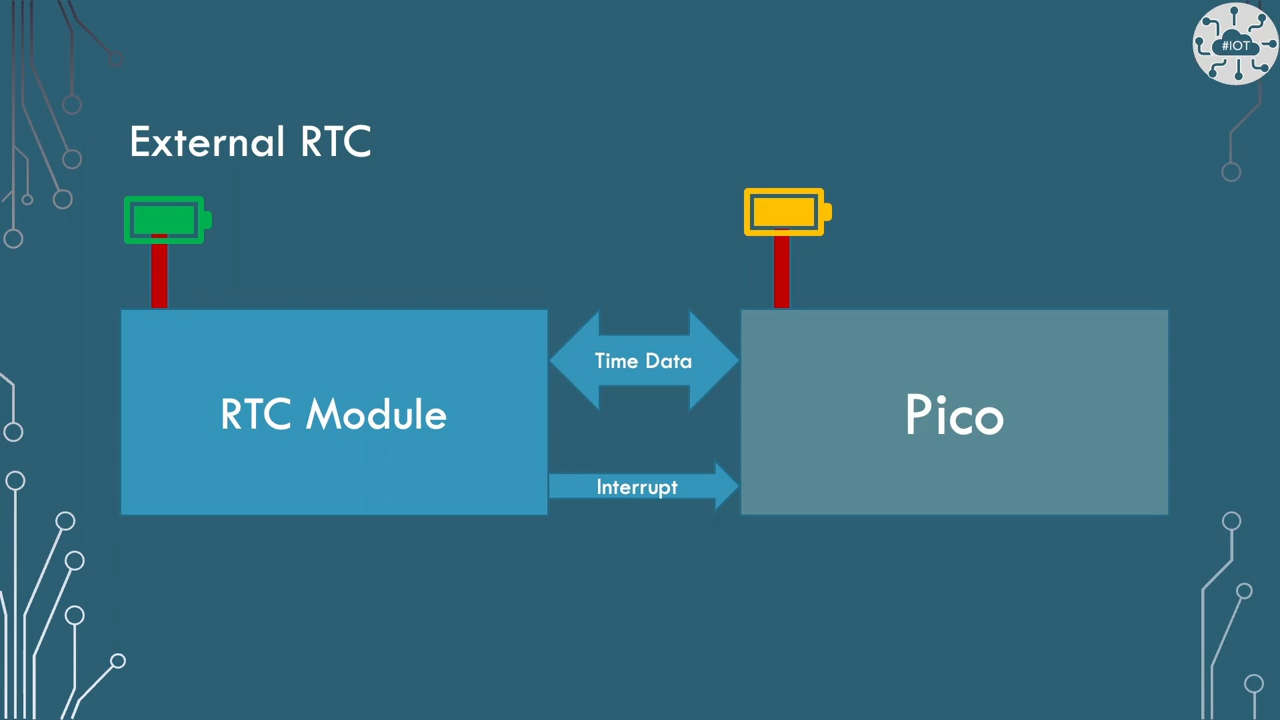 #IOT
External RTC
Time Data
RTC Module
Pico
Interrupt